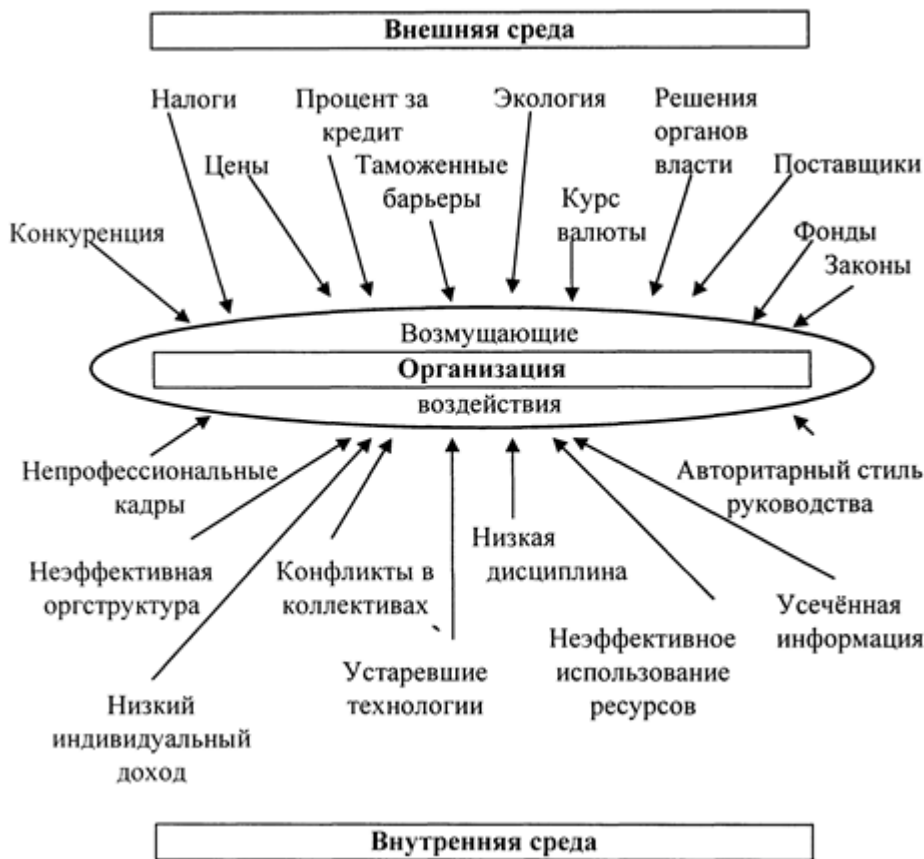 Внешняя среда
Налоги
Процент за
кредит
Экология
Решения
органов
власти
Цены
Таможенные
барьеры
Поставщики
Курс
валюты
Конкуренция
Фонды
Законы
Возмущающие
Организация
воздействия
Непрофессиональные
кадры
Авторитарный стиль
руководства
Низкая
дисциплина
Неэффективная
оргструктура
Конфликты в
коллективах
Усечённая
информация
Неэффективное
использование
ресурсов
Устаревшие
технологии
Низкий
индивидуальный
доход
Внутренняя среда